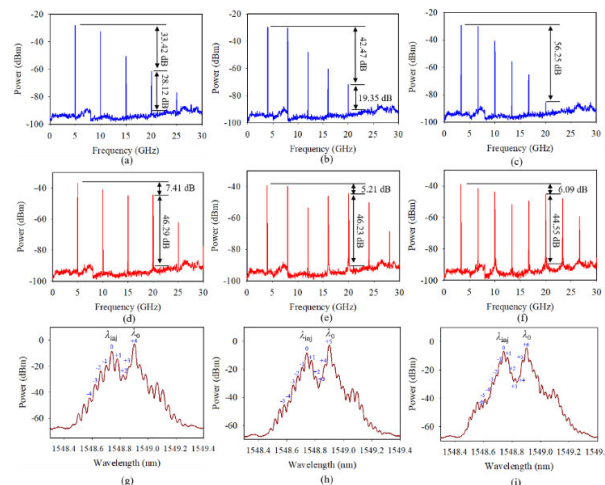 -20
-40
-60
-80
-100
Power (dBm)
33.42 dB
28.12 dB
0 5 10 15 20 25 30
Frequency (GHz)
(a)
-20
-40
-60
-80
-100
Power (dBm)
42.47 dB
19.35 dB
0 5 10 15 20 25 30
Frequency (GHz)
(b)
-20
-40
-60
-80
-100
Power (dBm)
56.25 dB
0 5 10 15 20 25 30
Frequency (GHz)
(c)
-40
-60
-80
-100
Power (dBm)
7.41 dB
46.29 dB
0 5 10 15 20 25 30
Frequency (GHz)
(d)
-40
-60
-80
-100
Power (dBm)
5.21 dB
46.23 dB
0 5 10 15 20 25 30
Frequency (GHz)
(e)
-40
-60
-80
-100
Power (dBm)
6.09 dB
44.55 dB
0 5 10 15 20 25 30
Frequency (GHz)
(f)
λinj λ0
0
-20
-40
-60
Power (dBm)
1548.4 1548.6 1548.8 1549.0 1549.2 1549.4
Wavelength (nm)
(g)
λinj λ0
0
-20
-40
-60
Power (dBm)
1548.4 1548.6 1548.8 1549.0 1549.2 1549.4
Wavelength (nm)
(h)
λinj λ0
0
-20
-40
-60
Power (dBm)
1548.4 1548.6 1548.8 1549.0 1549.2 1549.4
Wavelength (nm)
(i)